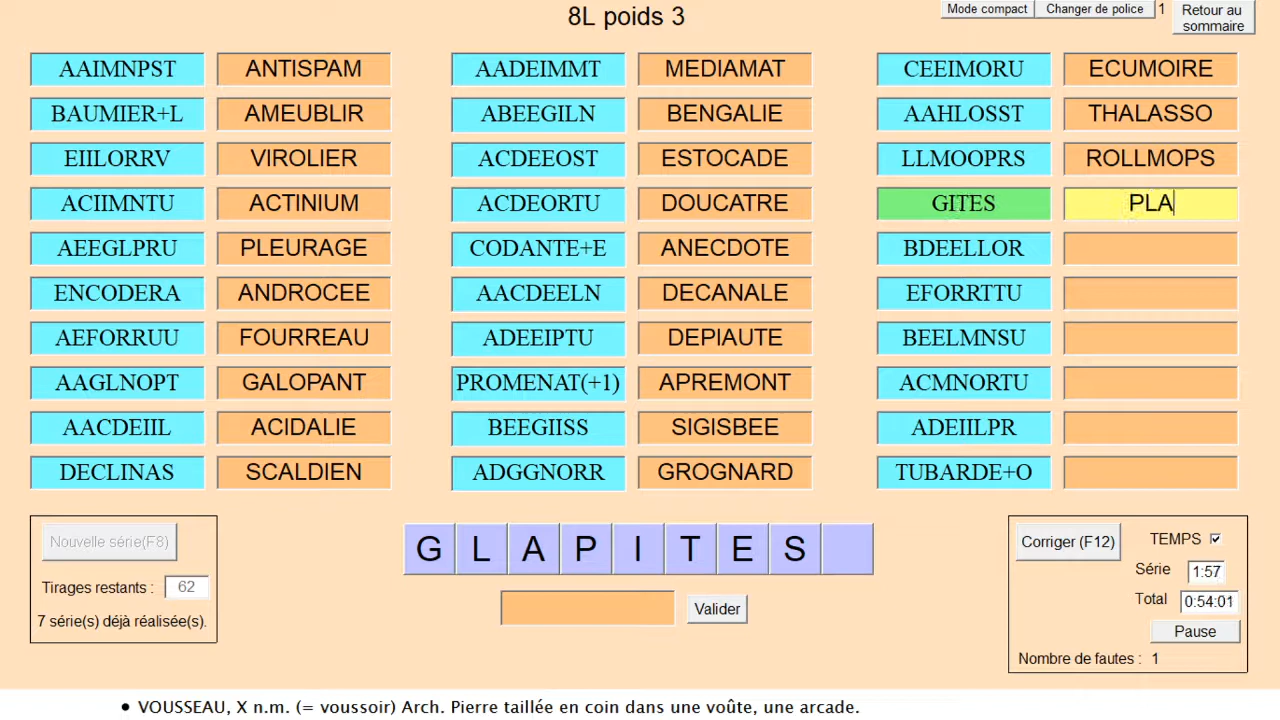 8L poids 3
Mode compact
Changer de police
1
Retour au sommaire
AAIMNPST ANTISPAM AADEIMMT MEDIAMAT CEEIMORU ECUMOIRE
BAUMIER+L AMEUBLIR ABEEGILN BENGALIE AAHLOSST THALASSO
EIILORRV VIROLIER ACDEEOST ESTOCADE LLMOOPRS ROLLMOPS
ACIIMNTU ACTINIUM ACDEORTU DOUCATRE GITES PLA
AEEGLPRU PLEURAGE CODANTE+E ANECDOTE BDEELLOR
ENCODERA ANDROCEE AACDEELN DECANALE EFORRTTU
AEFORRUU FOURREAU ADEEIPTU DEPIAUTE BEELMNSU
AAGLNOPT GALOPANT PROMENAT(+1) APREMONT ACMNORTU
AACDEIIL ACIDALIE BEEGIISS SIGISBEE ADEIILPR
DECLINAS SCALDIEN ADGGNORR GROGNARD TUBARDE+O
Nouvelle série(F8)
Tirages restants : 62
7 série(s) déjà réalisée(s).
G L A P I T E S
Valider
Corriger (F12)
TEMPS
Série 1:57
Total 0:54:01
Pause
Nombre de fautes : 1
• VOUSSEAU, X n.m. (= voussoir) Arch. Pierre taillée en coin dans une voûte, une arcade.